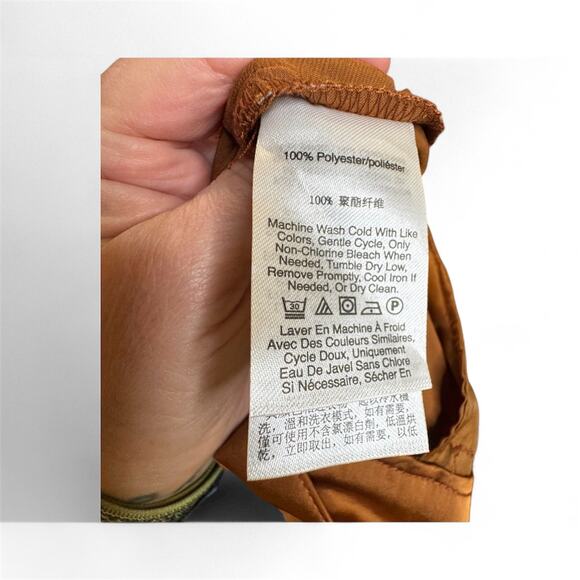 100% Polyester/poliéster
100% 聚酯纤维
Machine Wash Cold With Like
Colors, Gentle Cycle, Only
Non-Chlorine Bleach When
Needed, Tumble Dry Low,
Remove Promptly, Cool Iron If
Needed, Or Dry Clean.
30 P
Laver En Machine À Froid
Avec Des Couleurs Similaires,
Cycle Doux, Uniquement
Eau De Javel Sans Chlore
Si Nécessaire, Sécher En
洗，溫和洗衣模式，如有需要，
僅可使用不含氯漂白劑，低溫烘
乾，立即取出，如有需要，以低